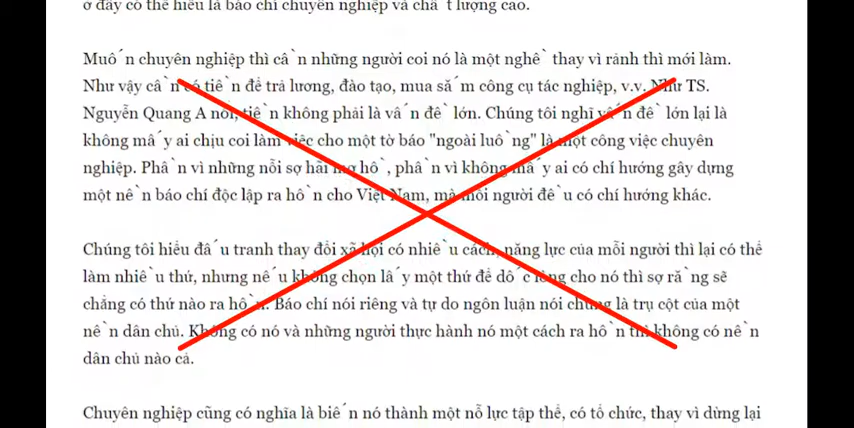 ở đây có thể hiểu là báo chí chuyên nghiệp và chất lượng cao.
Muốn chuyên nghiệp thì cần những người coi nó là một nghề thay vì rảnh thì mới làm.
Như vậy cần có tiền để trả lương, đào tạo, mua sắm công cụ tác nghiệp, v.v. Như TS.
Nguyễn Quang A nói, tiền không phải là vấn đề lớn. Chúng tôi nghĩ vấn đề lớn lại là
không mấy ai chịu coi làm việc cho một tờ báo "ngoài luồng" là một công việc chuyên
nghiệp. Phần vì những nỗi sợ hãi mơ hồ, phần vì không mấy ai có chí hướng gây dựng
một nền báo chí độc lập ra hồn cho Việt Nam, mà mỗi người đều có chí hướng khác.
Chúng tôi hiểu đấu tranh thay đổi xã hội có nhiều cách, năng lực của mỗi người thì lại có thể
làm nhiều thứ, nhưng nếu không chọn lấy một thứ để dốc lòng cho nó thì sợ rằng sẽ
chẳng có thứ nào ra hồn. Báo chí nói riêng và tự do ngôn luận nói chung là trụ cột của một
nền dân chủ. Không có nó và những người thực hành nó một cách ra hồn thì không có nền
dân chủ nào cả.
Chuyên nghiệp cũng có nghĩa là biến nó thành một nỗ lực tập thể, có tổ chức, thay vì dừng lại